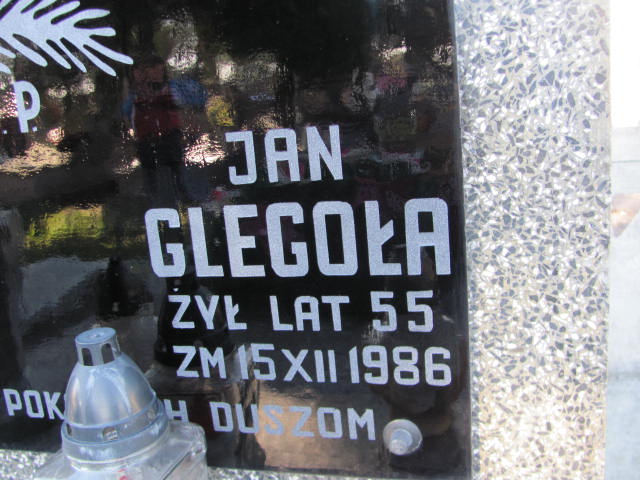 .P.
JAN
GLEGOŁA
ŻYŁ LAT 55
ZM 15 XII 1986
DUSZOM